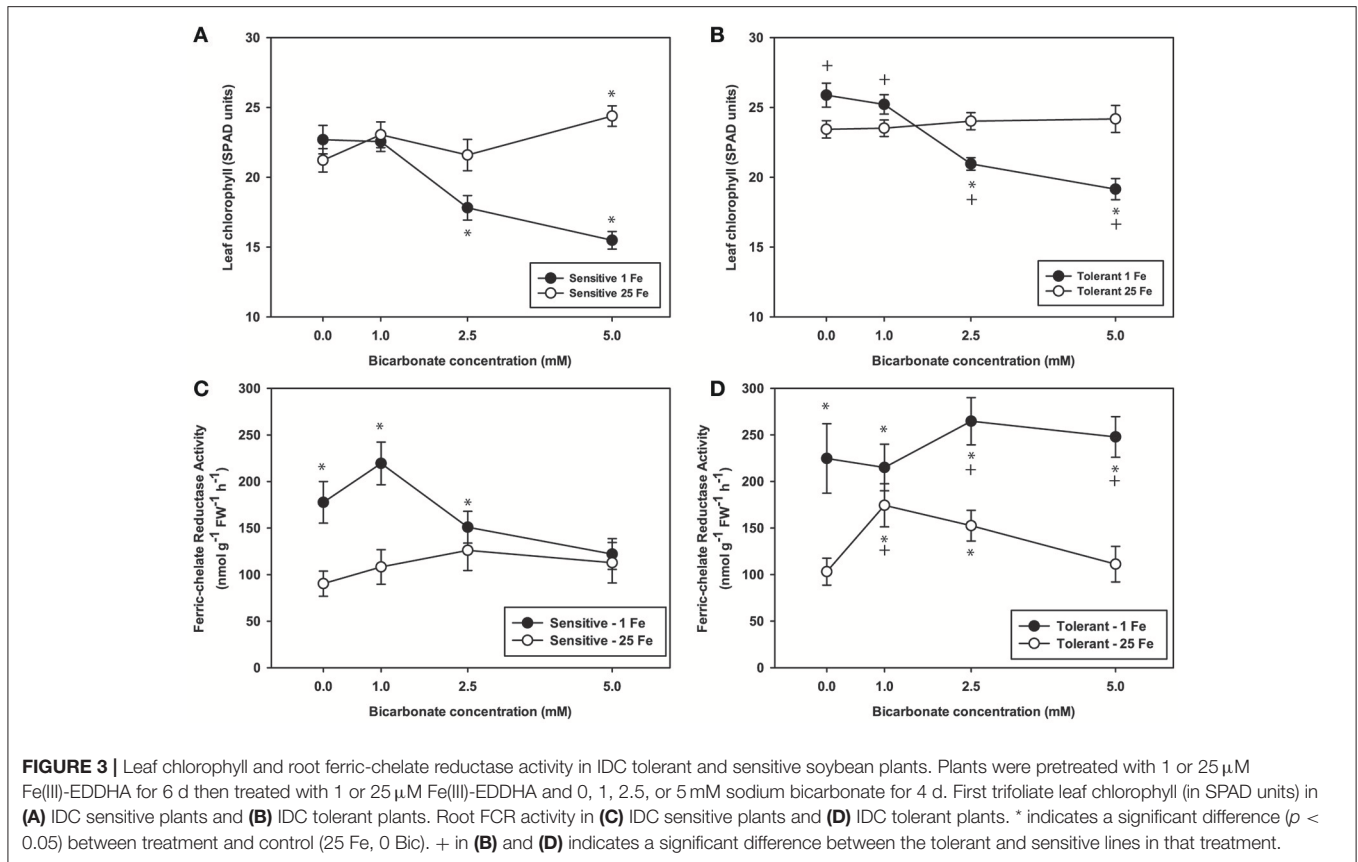 A
30
25
20
15
10
Leaf chlorophyll (SPAD units)
0.0 1.0 2.5 5.0
Bicarbonate concentration (mM)
* * *
Sensitive 1 Fe
Sensitive 25 Fe
B
30
25
20
15
10
Leaf chlorophyll (SPAD units)
0.0 1.0 2.5 5.0
Bicarbonate concentration (mM)
+ +
* *
+ +
Tolerant 1 Fe
Tolerant 25 Fe
C
300
250
200
150
100
50
0
Ferric-chelate Reductase Activity
(nmol g⁻¹ FW⁻¹ h⁻¹)
0.0 1.0 2.5 5.0
Bicarbonate concentration (mM)
* * *
Sensitive - 1 Fe
Sensitive - 25 Fe
D
300
250
200
150
100
50
0
Ferric-chelate Reductase Activity
(nmol g⁻¹ FW⁻¹ h⁻¹)
0.0 1.0 2.5 5.0
Bicarbonate concentration (mM)
* *
* *
+ +
* *
+
Tolerant - 1 Fe
Tolerant - 25 Fe
FIGURE 3 | Leaf chlorophyll and root ferric-chelate reductase activity in IDC tolerant and sensitive soybean plants. Plants were pretreated with 1 or 25 μM
Fe(III)-EDDHA for 6 d then treated with 1 or 25 μM Fe(III)-EDDHA and 0, 1, 2.5, or 5 mM sodium bicarbonate for 4 d. First trifoliate leaf chlorophyll (in SPAD units) in
(A) IDC sensitive plants and (B) IDC tolerant plants. Root FCR activity in (C) IDC sensitive plants and (D) IDC tolerant plants. * indicates a significant difference (p <
0.05) between treatment and control (25 Fe, 0 Bic). + in (B) and (D) indicates a significant difference between the tolerant and sensitive lines in that treatment.